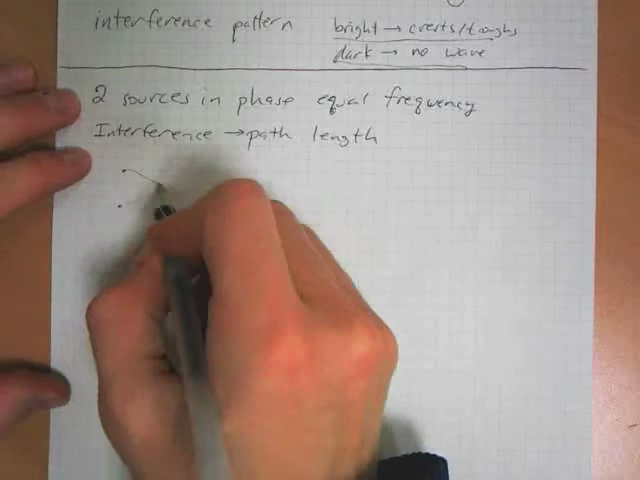 interference pattern
bright → crests/troughs
dark → no wave
2 sources in phase equal frequency
Interference → path length